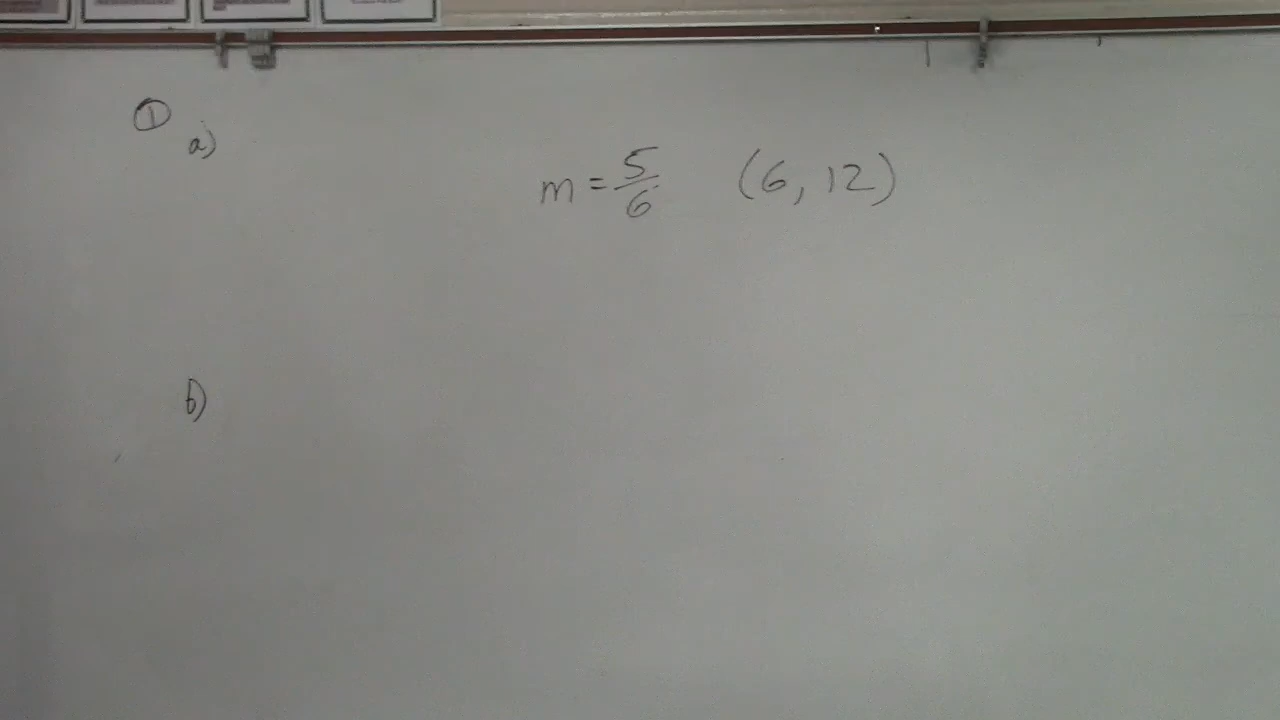 ①
a) m = 5/6 (6, 12)
b)